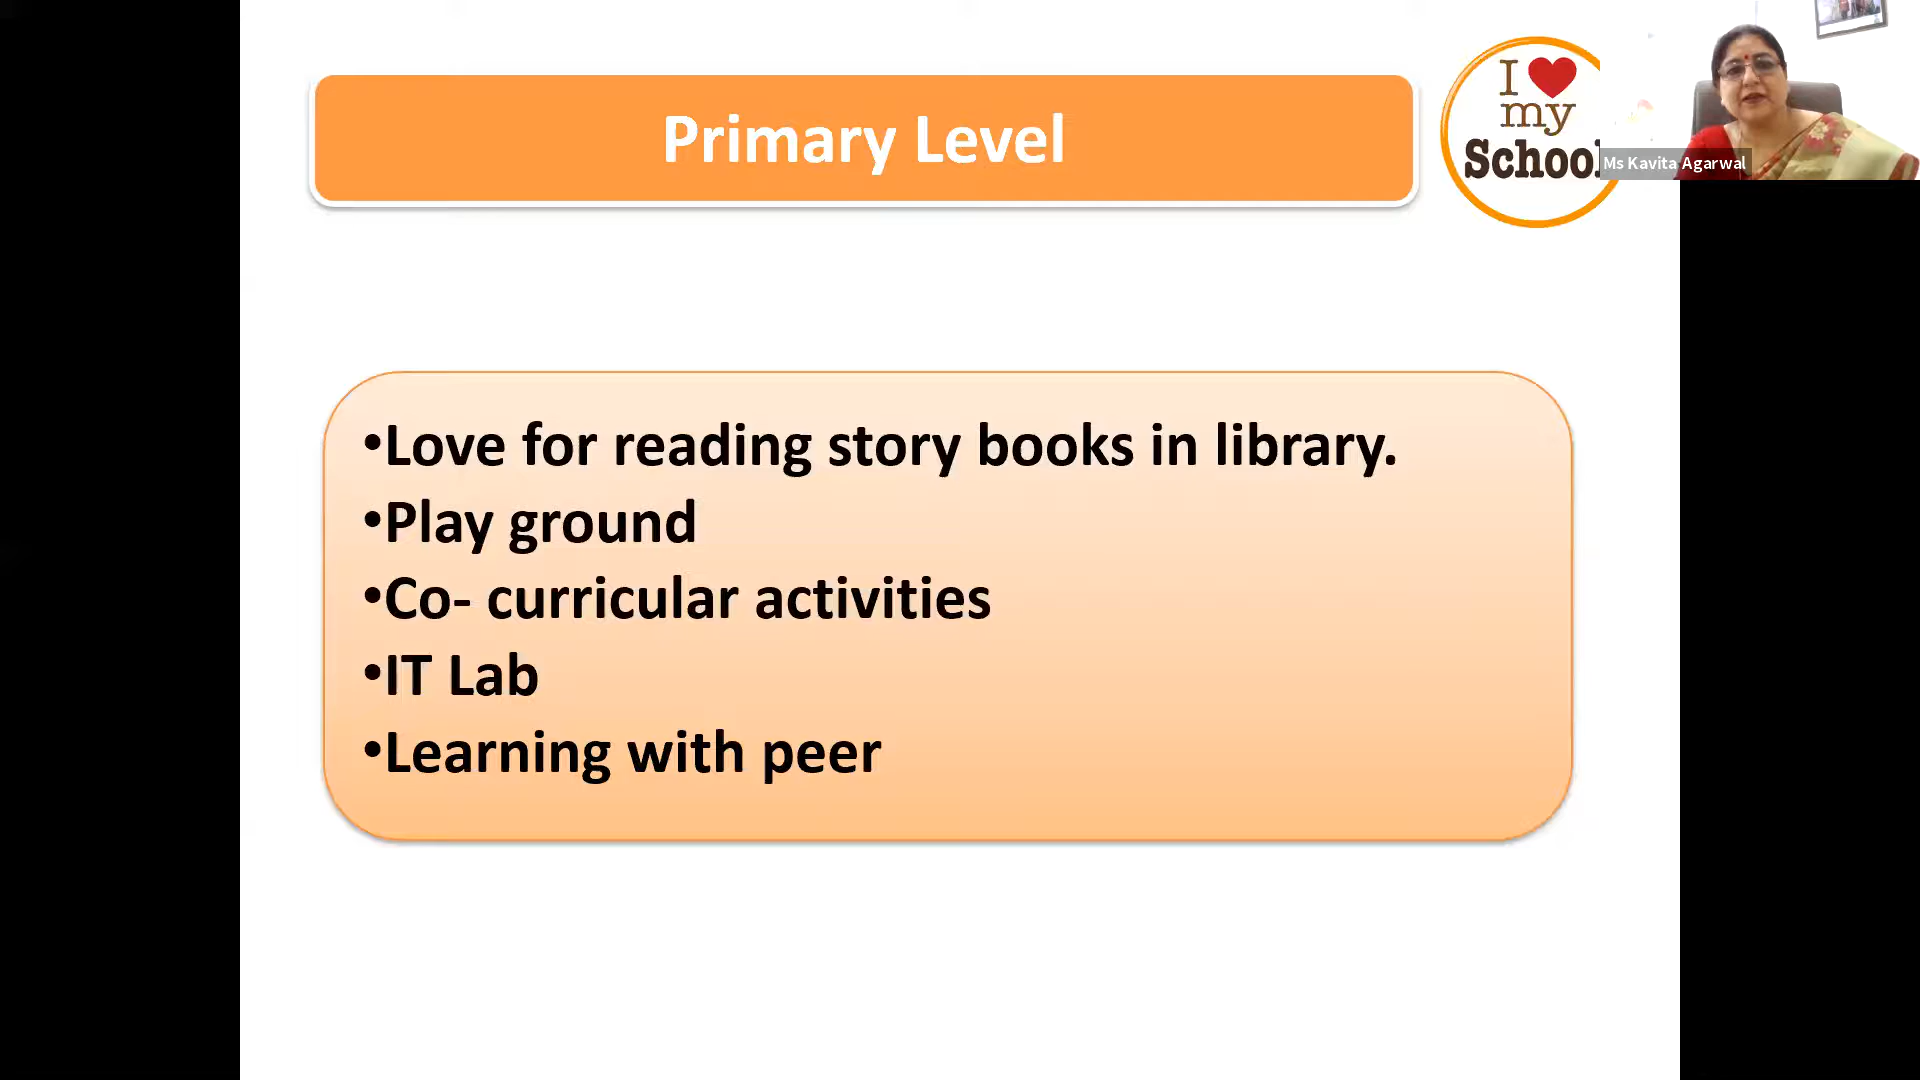 Primary Level
I
my
School
Ms Kavita Agarwal
•Love for reading story books in library.
•Play ground
•Co- curricular activities
•IT Lab
•Learning with peer